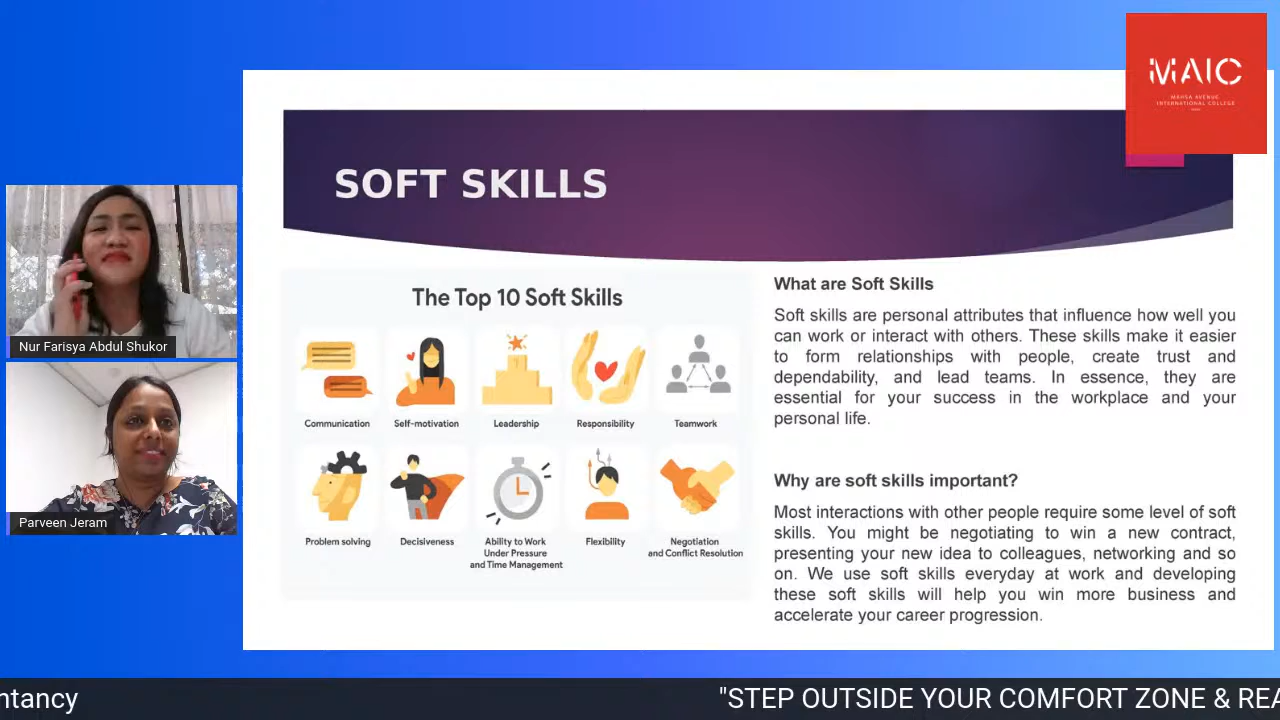 MAIC
MAHSA AVENUE
INTERNATIONAL COLLEGE
SOFT SKILLS
The Top 10 Soft Skills
Communication
Self-motivation
Leadership
Responsibility
Teamwork
Problem solving
Decisiveness
Ability to Work
Under Pressure
and Time Management
Flexibility
Negotiation
and Conflict Resolution
What are Soft Skills
Soft skills are personal attributes that influence how well you
can work or interact with others. These skills make it easier
to form relationships with people, create trust and
dependability, and lead teams. In essence, they are
essential for your success in the workplace and your
personal life.
Why are soft skills important?
Most interactions with other people require some level of soft
skills. You might be negotiating to win a new contract,
presenting your new idea to colleagues, networking and so
on. We use soft skills everyday at work and developing
these soft skills will help you win more business and
accelerate your career progression.
Nur Farisya Abdul Shukor
Parveen Jeram
ntancy
"STEP OUTSIDE YOUR COMFORT ZONE & REA